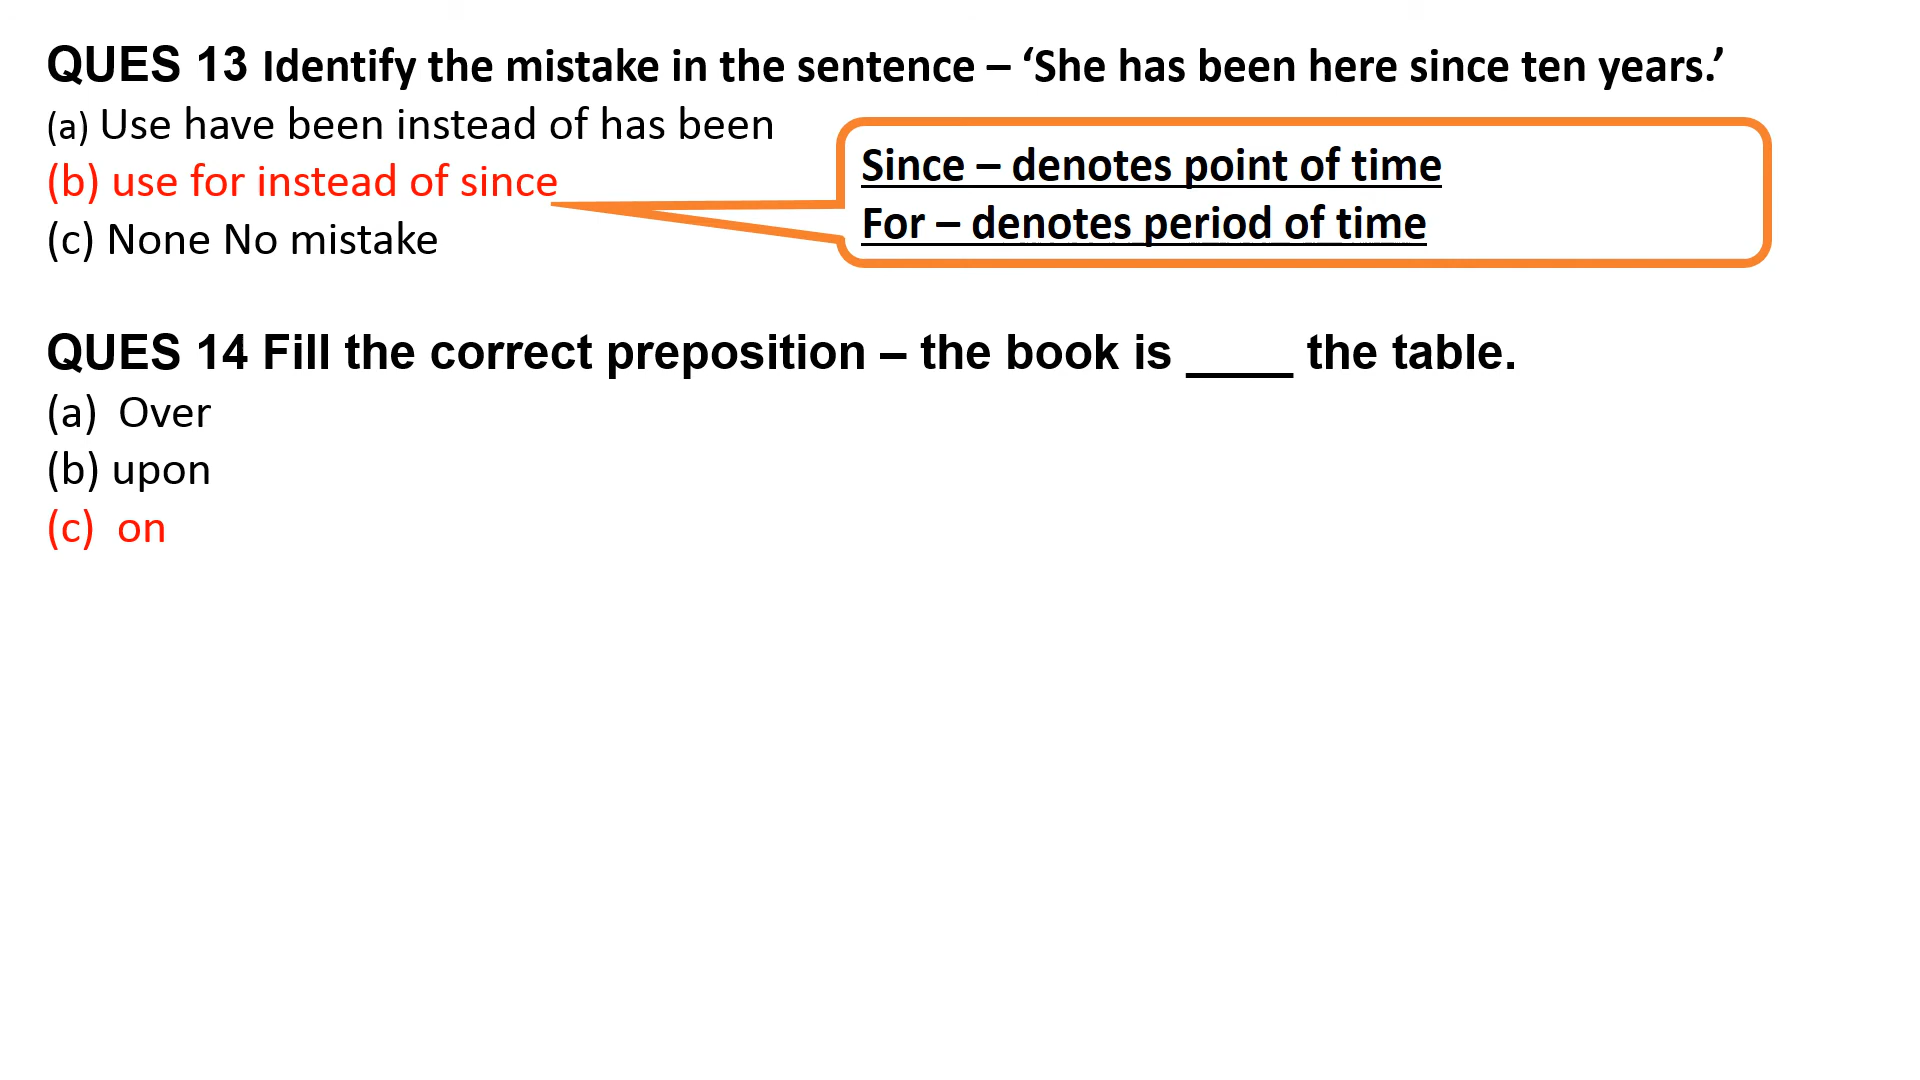 QUES 13 Identify the mistake in the sentence – ‘She has been here since ten years.’
(a) Use have been instead of has been
(b) use for instead of since
(c) None No mistake
Since – denotes point of time
For – denotes period of time
QUES 14 Fill the correct preposition – the book is ____ the table.
(a) Over
(b) upon
(c) on